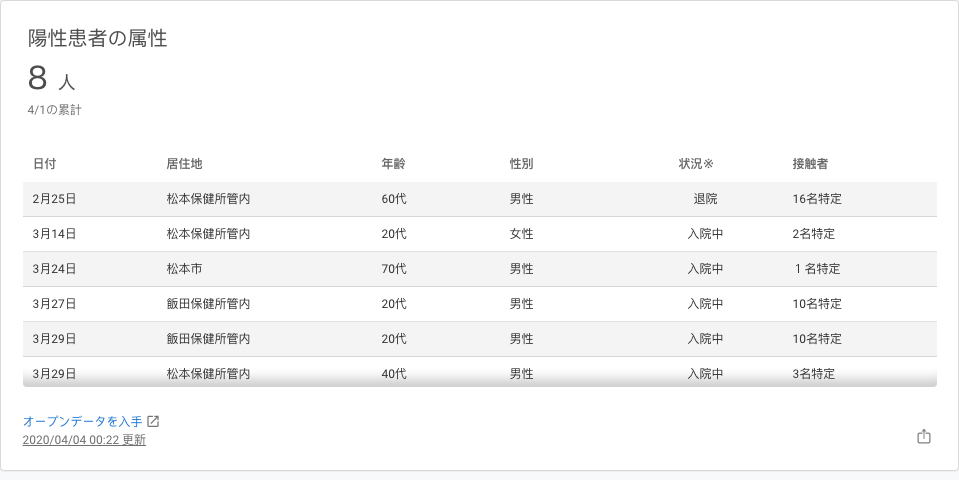 陽性患者の属性
8 人
4/1の累計
日付 居住地 年齢 性別 状況※ 接触者
2月25日 松本保健所管内 60代 男性 退院 16名特定
3月14日 松本保健所管内 20代 女性 入院中 2名特定
3月24日 松本市 70代 男性 入院中 1 名特定
3月27日 飯田保健所管内 20代 男性 入院中 10名特定
3月29日 飯田保健所管内 20代 男性 入院中 10名特定
3月29日 松本保健所管内 40代 男性 入院中 3名特定
オープンデータを入手
2020/04/04 00:22 更新